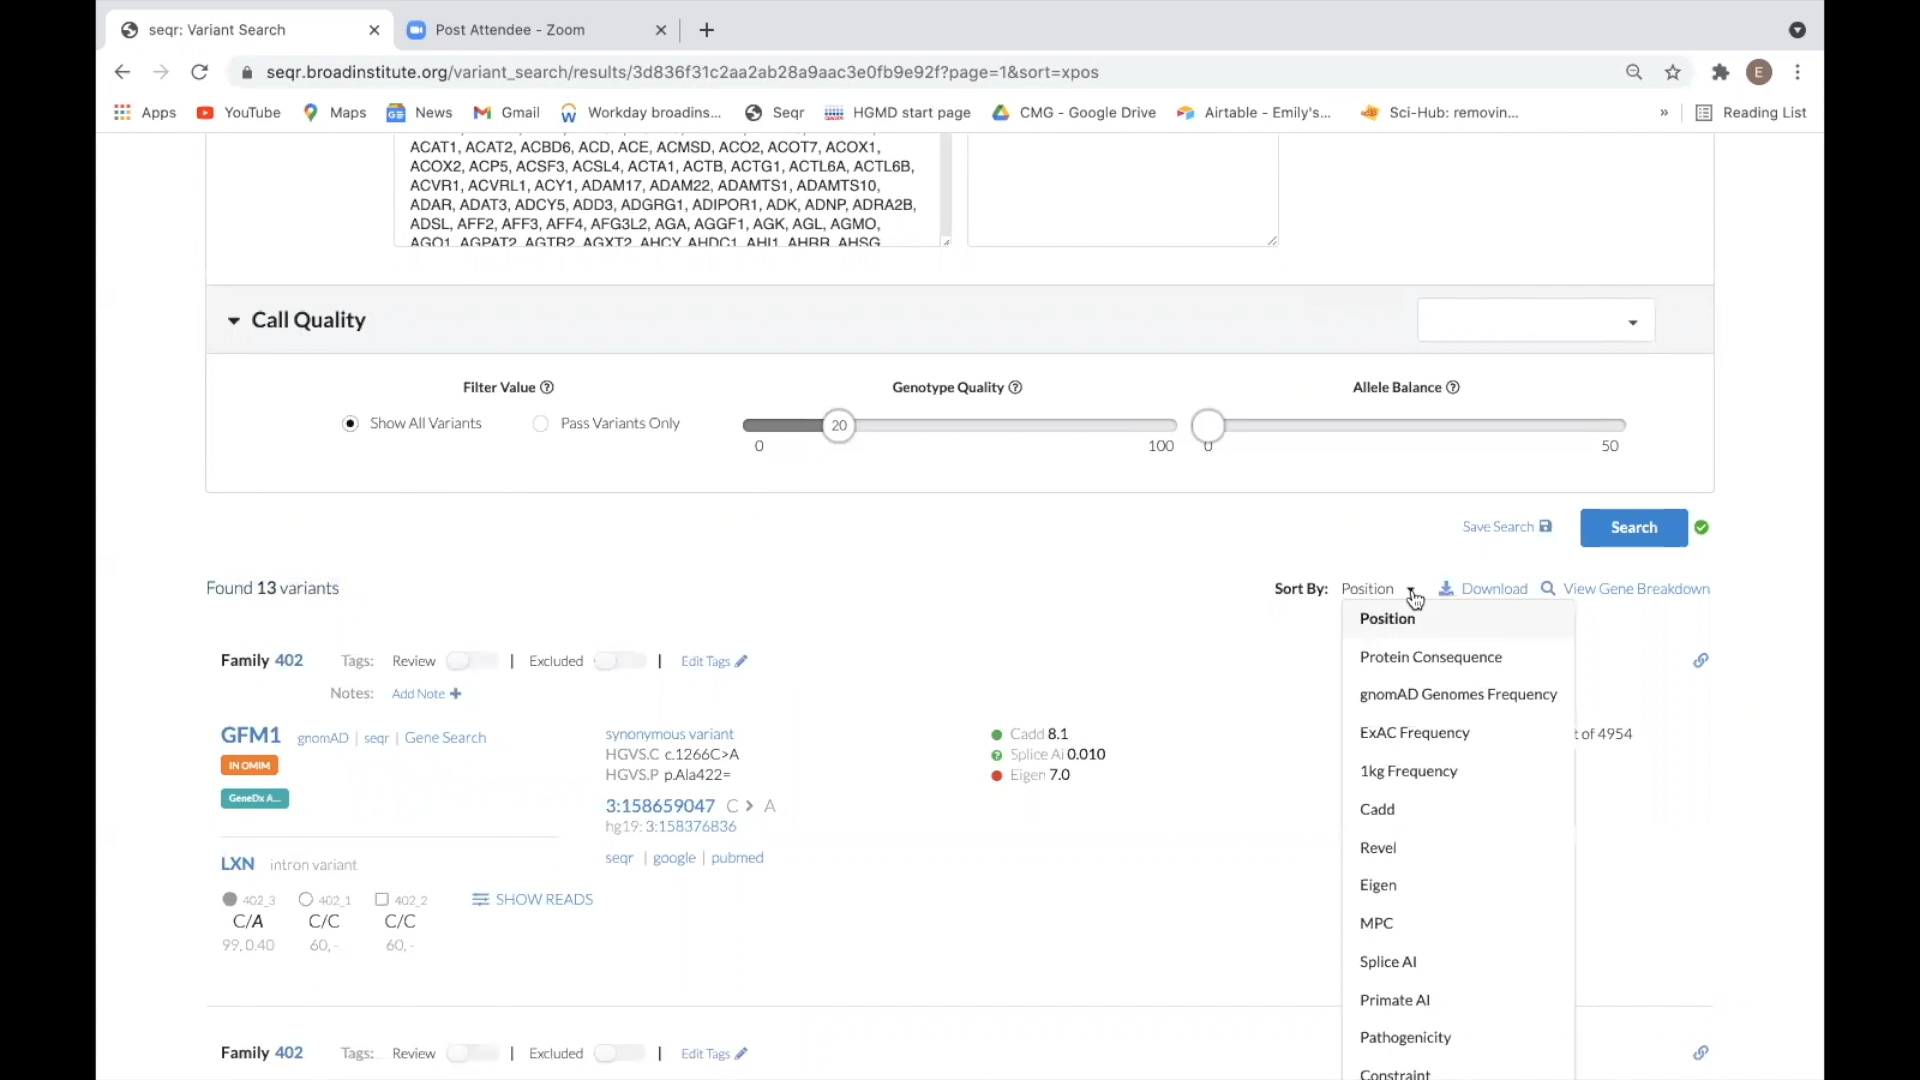 seqr: Variant Search
Post Attendee - Zoom
seqr.broadinstitute.org/variant_search/results/3d836f31c2aa2ab28a9aac3e0fb9e92f?page=1&sort=xpos
E
Apps YouTube Maps News Gmail Workday broadins... Seqr HGMD start page CMG - Google Drive Airtable - Emily's... Sci-Hub: removin... » Reading List
ACAT1, ACAT2, ACBD6, ACD, ACE, ACMSD, ACO2, ACOT7, ACOX1,
ACOX2, ACP5, ACSF3, ACSL4, ACTA1, ACTB, ACTG1, ACTL6A, ACTL6B,
ACVR1, ACVRL1, ACY1, ADAM17, ADAM22, ADAMTS1, ADAMTS10,
ADAR, ADAT3, ADCY5, ADD3, ADGRG1, ADIPOR1, ADK, ADNP, ADRA2B,
ADSL, AFF2, AFF3, AFF4, AFG3L2, AGA, AGGF1, AGK, AGL, AGMO,
AGO1, AGPAT2, AGTR2, AGXT2, AHCY, AHDC1, AHI1, AHRR, AHSG,
Call Quality
Filter Value
Show All Variants Pass Variants Only
Genotype Quality
20
0 100
Allele Balance
0 50
Save Search Search
Found 13 variants
Sort By: Position Download View Gene Breakdown
Position
Protein Consequence
gnomAD Genomes Frequency
ExAC Frequency
1kg Frequency
Cadd
Revel
Eigen
MPC
Splice AI
Primate AI
Pathogenicity
Constraint
Family 402 Tags: Review | Excluded | Edit Tags
Notes: Add Note +
GFM1 gnomAD | seqr | Gene Search
IN OMIM
GeneDx A...
synonymous variant
HGVS.C c.1266C>A
HGVS.P p.Ala422=
3:158659047 C > A
hg19: 3:158376836
seqr | google | pubmed
Cadd 8.1
Splice Ai 0.010
Eigen 7.0
t of 4954
LXN intron variant
402_3 402_1 402_2 SHOW READS
C/A C/C C/C
99, 0.40 60, - 60, -
Family 402 Tags: Review | Excluded | Edit Tags